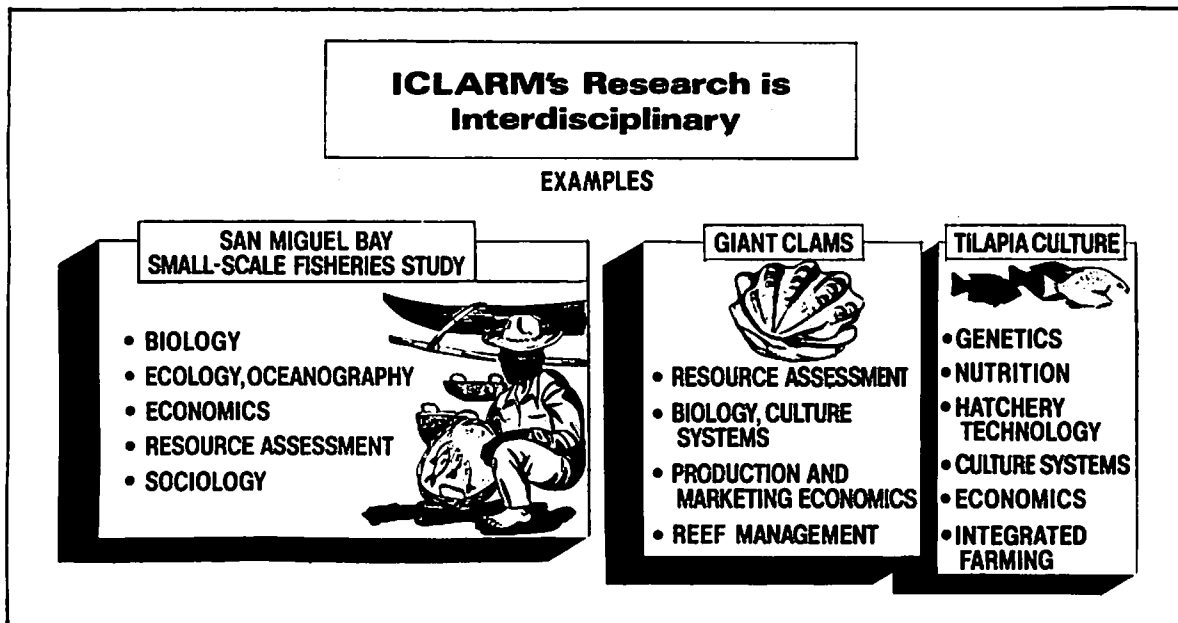 ICLARM's Research is
Interdisciplinary
EXAMPLES
SAN MIGUEL BAY
SMALL-SCALE FISHERIES STUDY
• BIOLOGY
• ECOLOGY, OCEANOGRAPHY
• ECONOMICS
• RESOURCE ASSESSMENT
• SOCIOLOGY
GIANT CLAMS
• RESOURCE ASSESSMENT
• BIOLOGY, CULTURE
SYSTEMS
• PRODUCTION AND
MARKETING ECONOMICS
• REEF MANAGEMENT
TILAPIA CULTURE
• GENETICS
• NUTRITION
• HATCHERY
TECHNOLOGY
• CULTURE SYSTEMS
• ECONOMICS
• INTEGRATED
FARMING